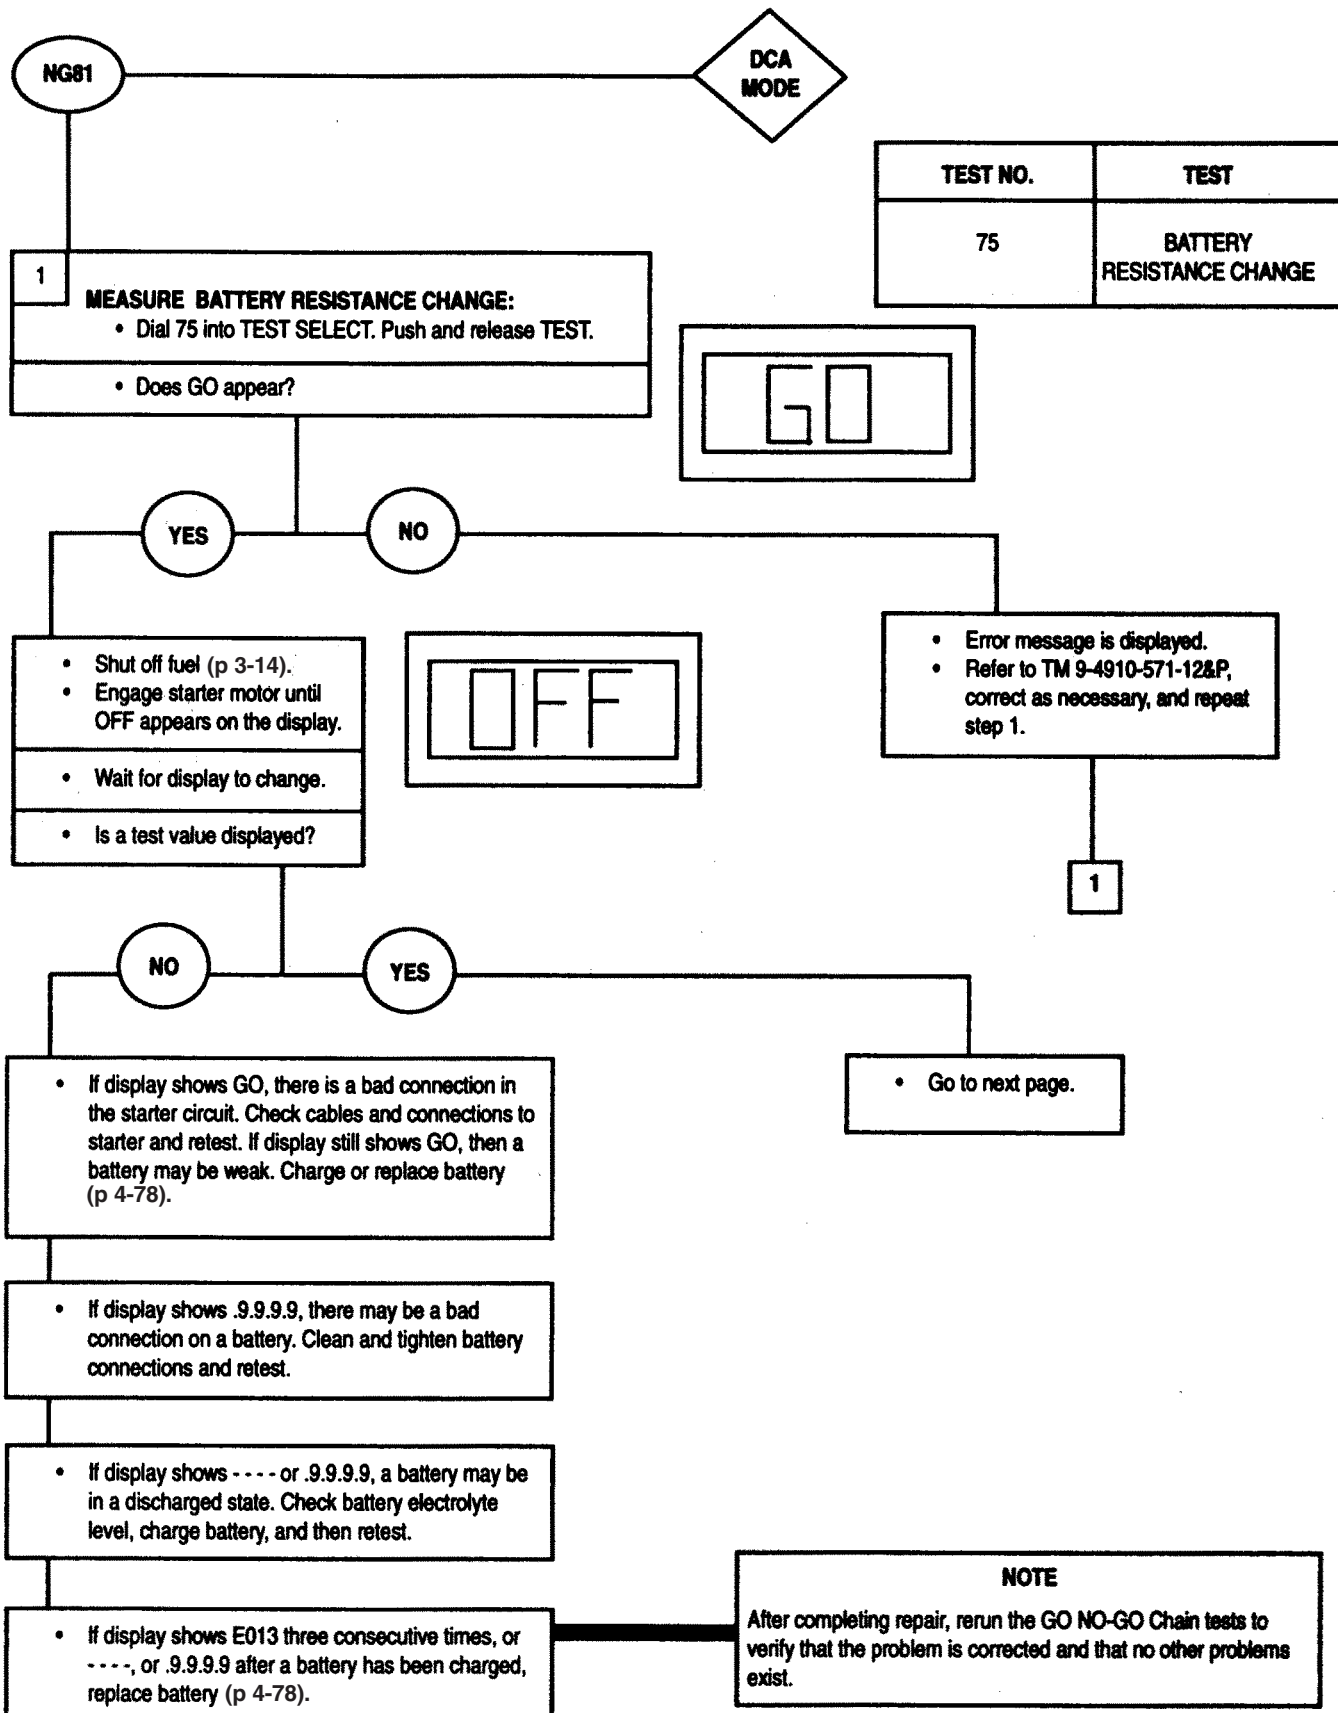 NG81
DCA
MODE
TEST NO.
TEST
75
BATTERY
RESISTANCE CHANGE
1
MEASURE BATTERY RESISTANCE CHANGE:
• Dial 75 into TEST SELECT. Push and release TEST.
• Does GO appear?
GO
YES
NO
• Shut off fuel (p 3-14).
• Engage starter motor until
OFF appears on the display.
• Wait for display to change.
• Is a test value displayed?
OFF
• Error message is displayed.
• Refer to TM 9-4910-571-12&P,
correct as necessary, and repeat
step 1.
1
NO
YES
• If display shows GO, there is a bad connection in
the starter circuit. Check cables and connections to
starter and retest. If display still shows GO, then a
battery may be weak. Charge or replace battery
(p 4-78).
• Go to next page.
• If display shows .9.9.9.9, there may be a bad
connection on a battery. Clean and tighten battery
connections and retest.
• If display shows - - - - or .9.9.9.9, a battery may be
in a discharged state. Check battery electrolyte
level, charge battery, and then retest.
• If display shows E013 three consecutive times, or
- - - -, or .9.9.9.9 after a battery has been charged,
replace battery (p 4-78).
NOTE
After completing repair, rerun the GO NO-GO Chain tests to
verify that the problem is corrected and that no other problems
exist.